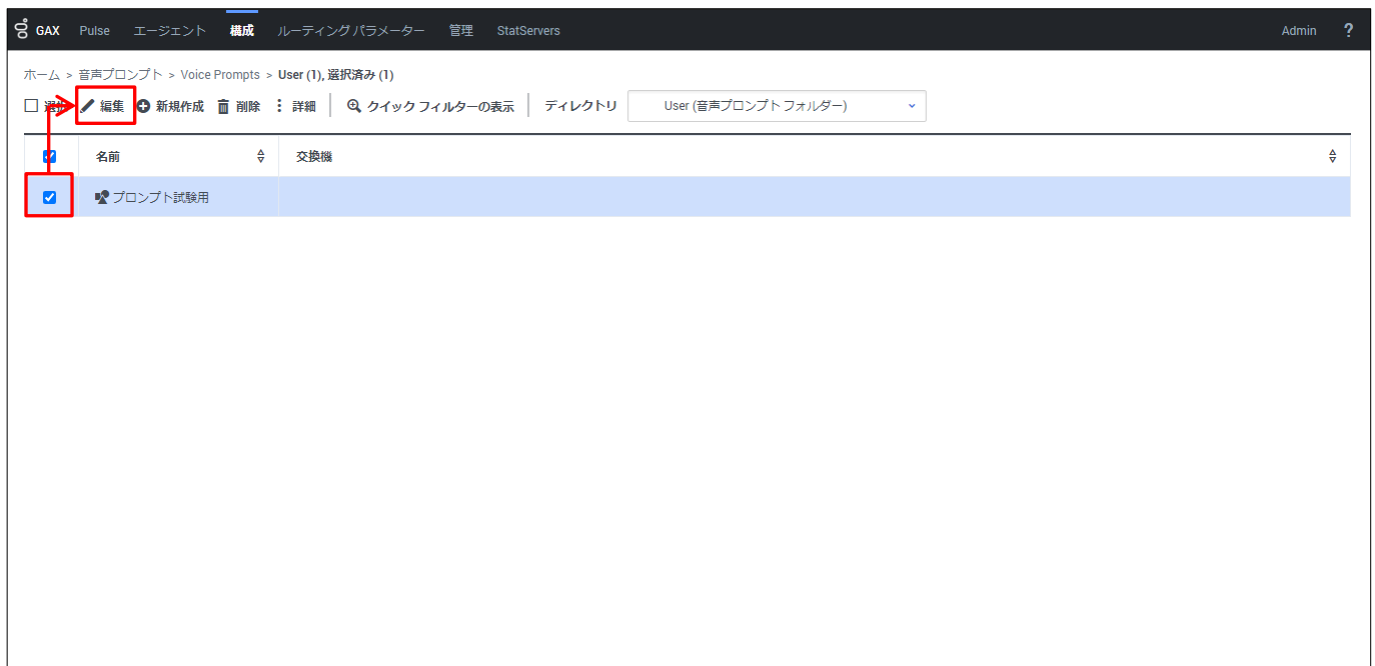 GAX Pulse エージェント 構成 ルーティング パラメーター 管理 StatServers Admin ?
ホーム > 音声プロンプト > Voice Prompts > User (1), 選択済み (1)
編集 新規作成 削除 詳細 クイック フィルターの表示 ディレクトリ User (音声プロンプト フォルダー)
名前 交換機
プロンプト試験用